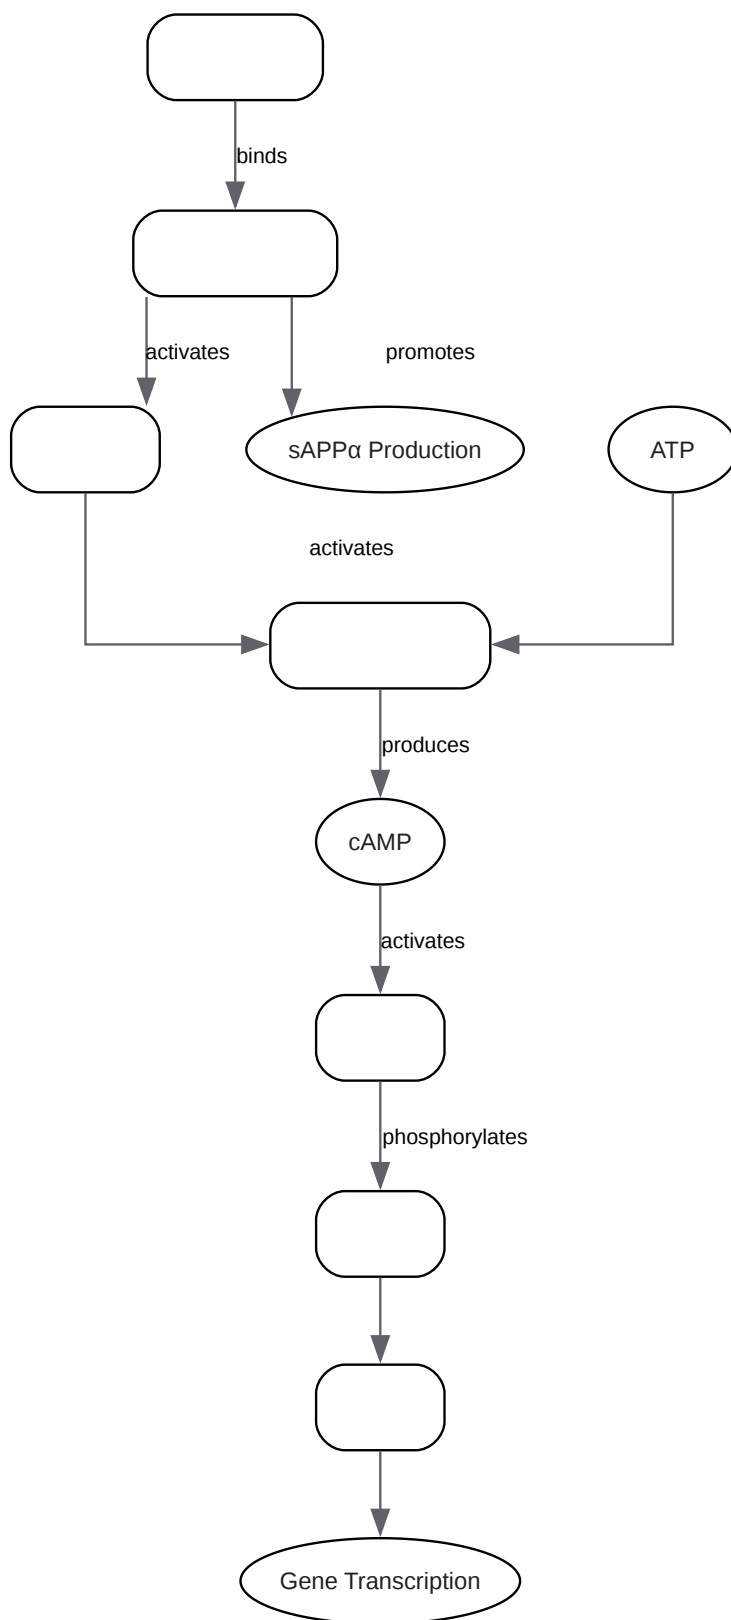 binds
activates
promotes
sAPPα Production
ATP
activates
produces
cAMP
activates
phosphorylates
Gene Transcription